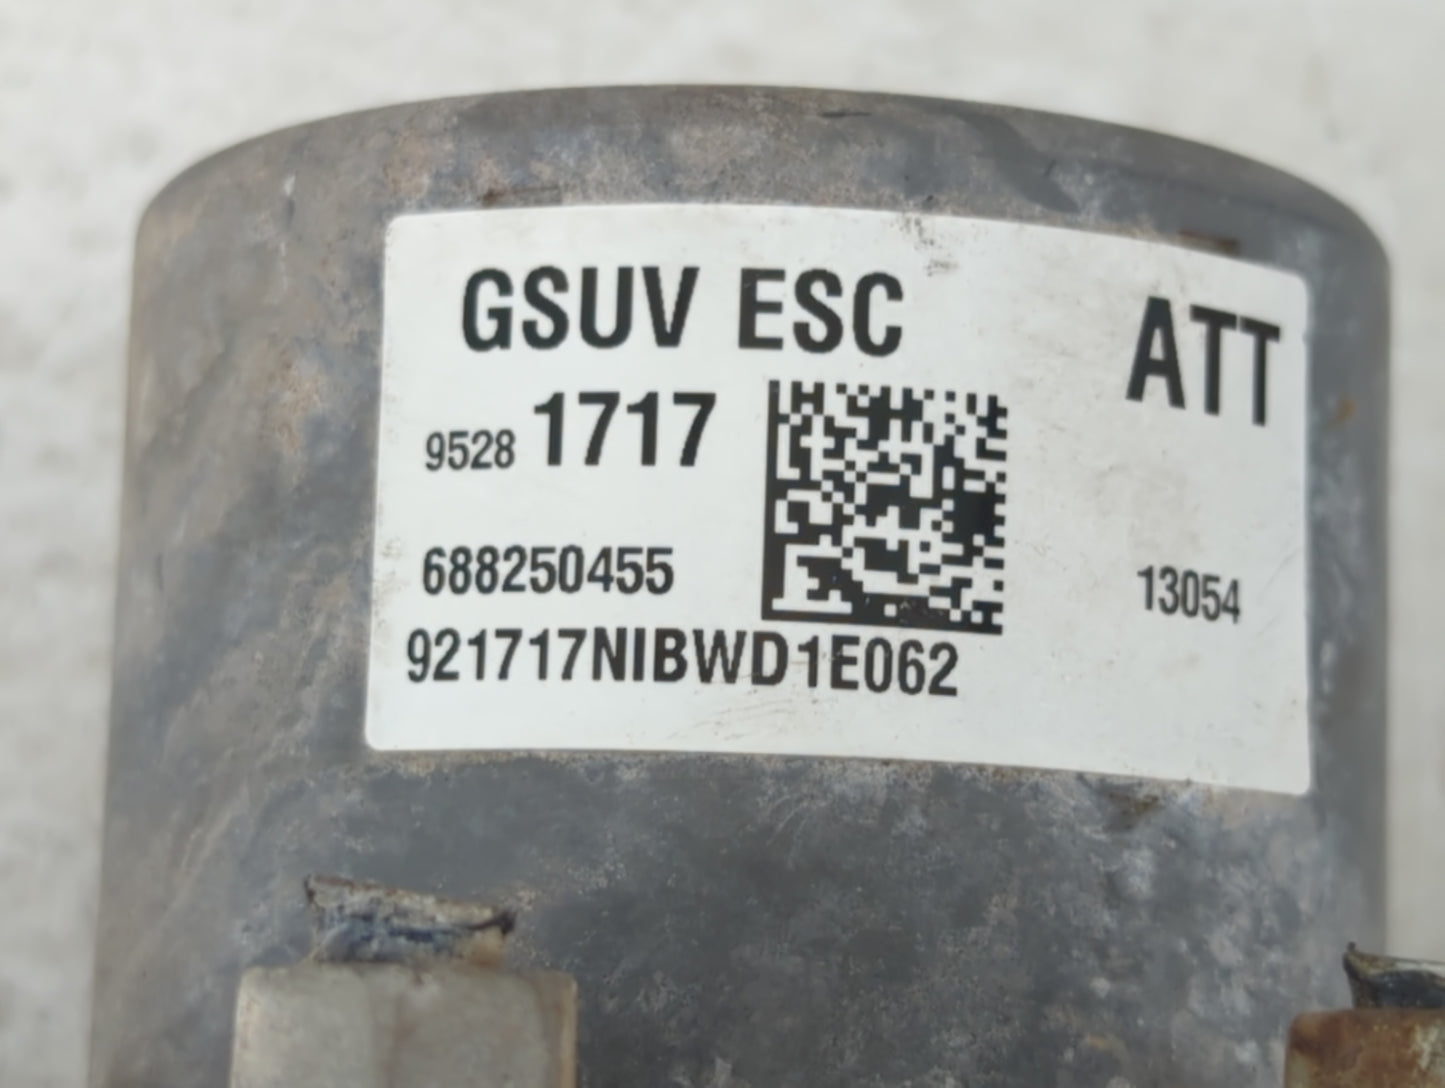 GSUV ESC ATT
9528 1717
688250455 13054
921717NIBWD1E062